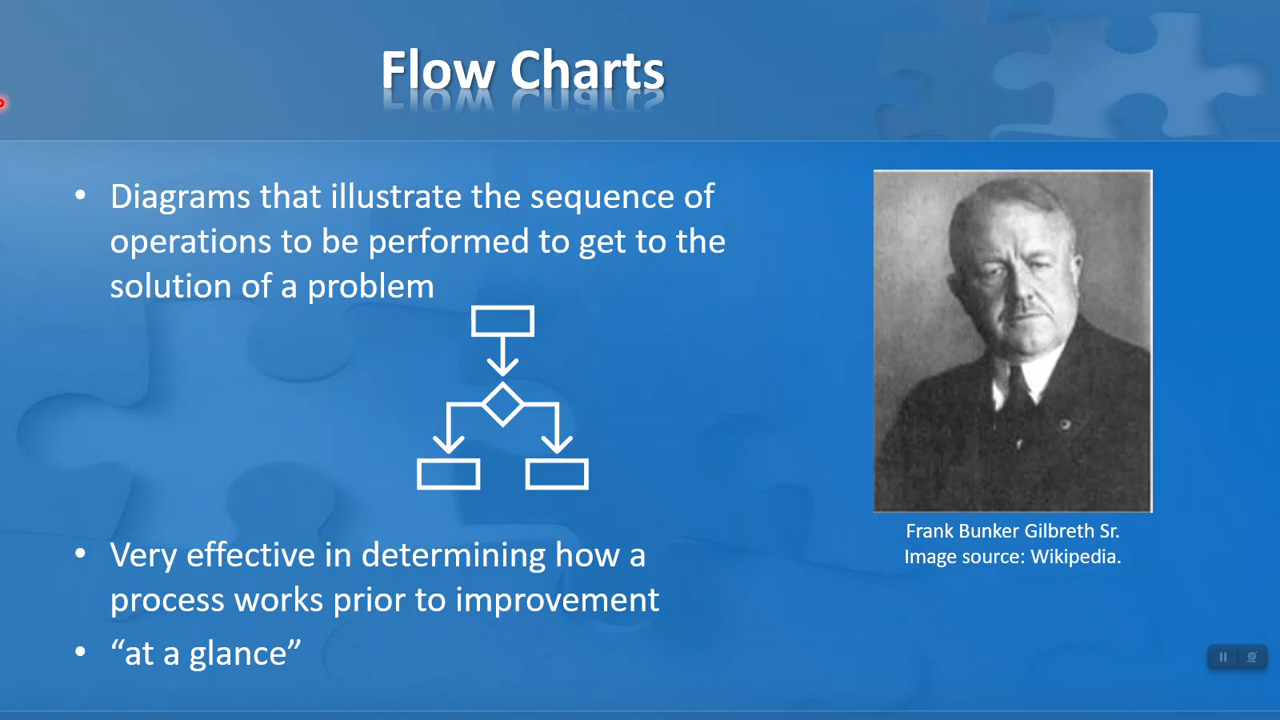 Flow Charts
• Diagrams that illustrate the sequence of
operations to be performed to get to the
solution of a problem
• Very effective in determining how a
process works prior to improvement
• “at a glance”
Frank Bunker Gilbreth Sr.
Image source: Wikipedia.